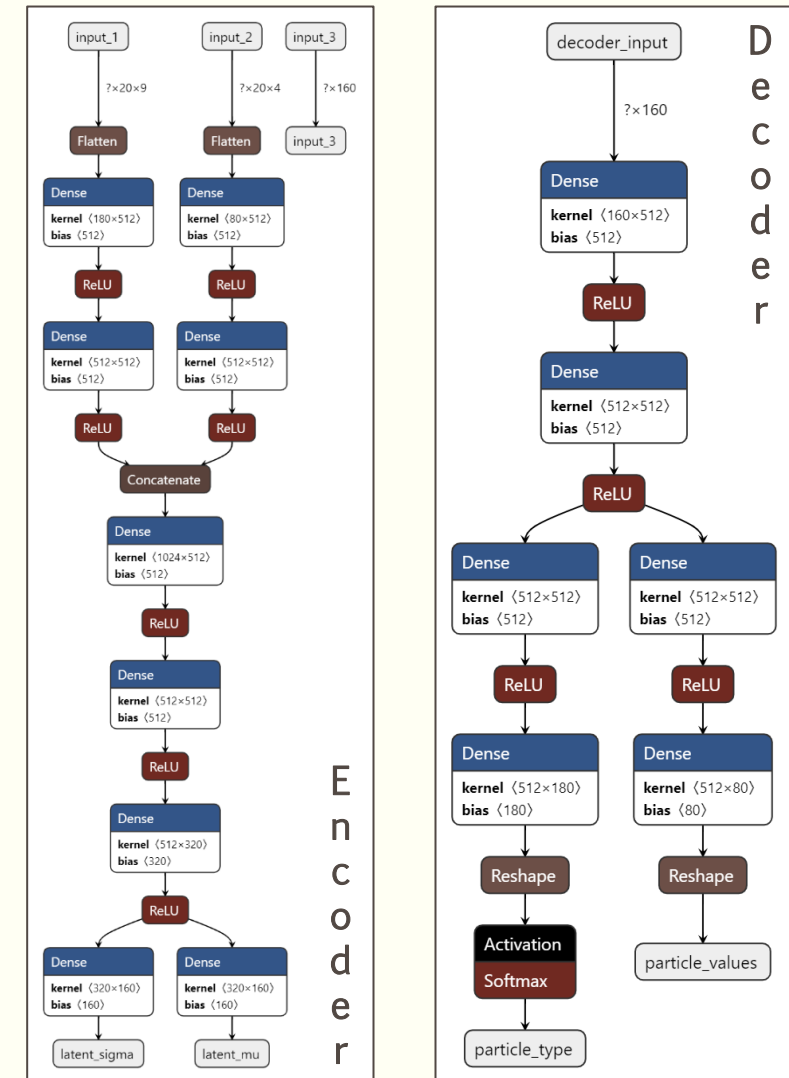 input_1
input_2
input_3
?×20×9
?×20×4
?×160
Flatten
Flatten
input_3
Dense
kernel ⟨180×512⟩
bias ⟨512⟩
Dense
kernel ⟨80×512⟩
bias ⟨512⟩
ReLU
ReLU
Dense
kernel ⟨512×512⟩
bias ⟨512⟩
Dense
kernel ⟨512×512⟩
bias ⟨512⟩
ReLU
ReLU
Concatenate
Dense
kernel ⟨1024×512⟩
bias ⟨512⟩
ReLU
Dense
kernel ⟨512×512⟩
bias ⟨512⟩
ReLU
Dense
kernel ⟨512×320⟩
bias ⟨320⟩
ReLU
Dense
kernel ⟨320×160⟩
bias ⟨160⟩
Dense
kernel ⟨320×160⟩
bias ⟨160⟩
latent_sigma
latent_mu
Encoder
decoder_input
?×160
Dense
kernel ⟨160×512⟩
bias ⟨512⟩
ReLU
Dense
kernel ⟨512×512⟩
bias ⟨512⟩
ReLU
Dense
kernel ⟨512×512⟩
bias ⟨512⟩
Dense
kernel ⟨512×512⟩
bias ⟨512⟩
ReLU
ReLU
Dense
kernel ⟨512×180⟩
bias ⟨180⟩
Dense
kernel ⟨512×80⟩
bias ⟨80⟩
Reshape
Reshape
Activation
Softmax
particle_values
particle_type
Decoder